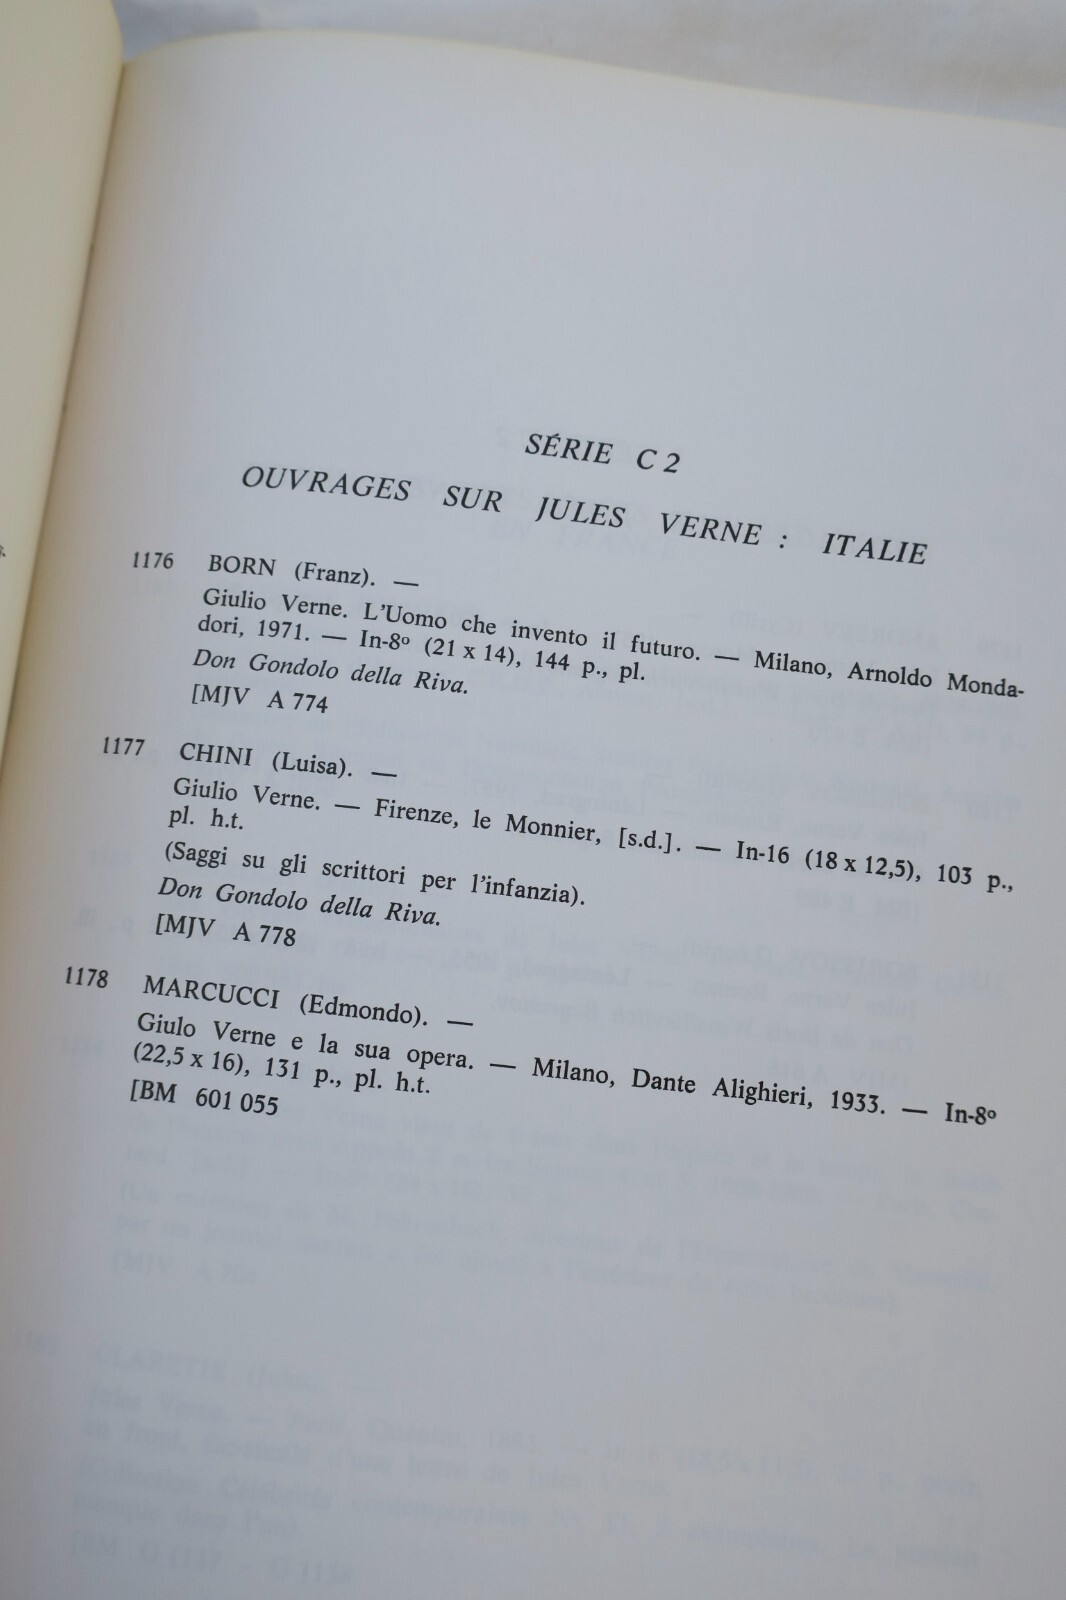 SÉRIE C 2
OUVRAGES SUR JULES VERNE : ITALIE
1176 BORN (Franz). —
Giulio Verne. L'Uomo che invento il futuro. — Milano, Arnoldo Monda-
dori, 1971. — In-8º (21 x 14), 144 p., pl.
Don Gondolo della Riva.
[MJV A 774
1177 CHINI (Luisa). —
Giulio Verne. — Firenze, le Monnier, [s.d.]. — In-16 (18 x 12,5), 103 p.,
pl. h.t.
(Saggi su gli scrittori per l'infanzia).
Don Gondolo della Riva.
[MJV A 778
1178 MARCUCCI (Edmondo). —
Giulo Verne e la sua opera. — Milano, Dante Alighieri, 1933. — In-8º
(22,5 x 16), 131 p., pl. h.t.
[BM 601 055